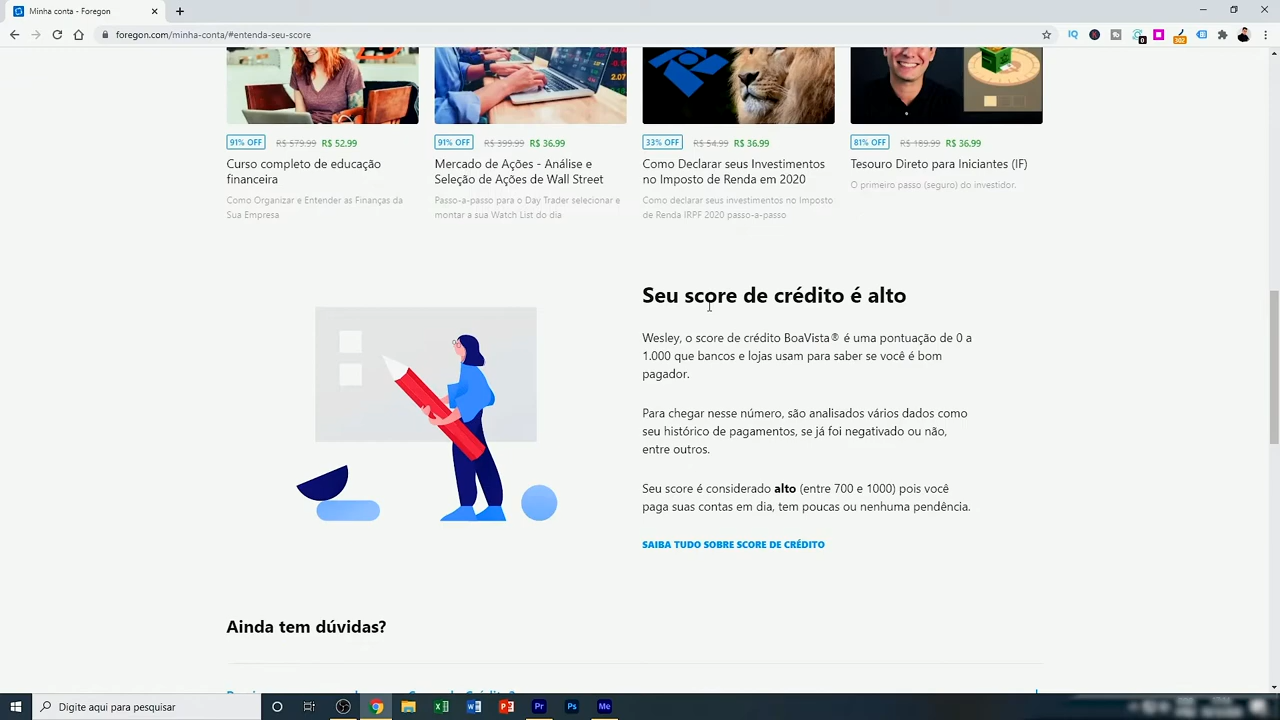 Minha conta - Foregon
foregon.com/minha-conta/#entenda-seu-score
IQ
0
307
2.07
91% OFF R$ 579.99 R$ 52.99
Curso completo de educação
financeira
Como Organizar e Entender as Finanças da
Sua Empresa
91% OFF R$ 399.99 R$ 36.99
Mercado de Ações - Análise e
Seleção de Ações de Wall Street
Passo-a-passo para o Day Trader selecionar e
montar a sua Watch List do dia
33% OFF R$ 54.99 R$ 36.99
Como Declarar seus Investimentos
no Imposto de Renda em 2020
Como declarar seus investimentos no Imposto
de Renda IRPF 2020 passo-a-passo
81% OFF R$ 189.99 R$ 36.99
Tesouro Direto para Iniciantes (IF)
O primeiro passo (seguro) do investidor.
Seu score de crédito é alto
Wesley, o score de crédito BoaVista® é uma pontuação de 0 a
1.000 que bancos e lojas usam para saber se você é bom
pagador.
Para chegar nesse número, são analisados vários dados como
seu histórico de pagamentos, se já foi negativado ou não,
entre outros.
Seu score é considerado alto (entre 700 e 1000) pois você
paga suas contas em dia, tem poucas ou nenhuma pendência.
SAIBA TUDO SOBRE SCORE DE CRÉDITO
Ainda tem dúvidas?
Digite aqui para pesquisar
Pr
Ps
Me